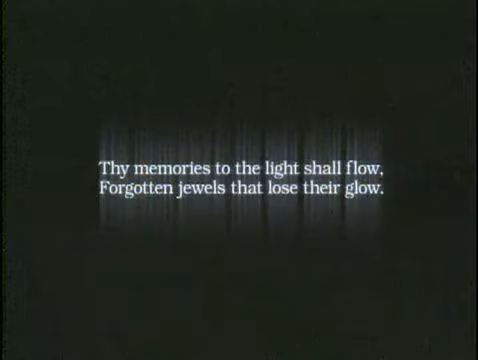 Thy memories to the light shall flow,
Forgotten jewels that lose their glow.